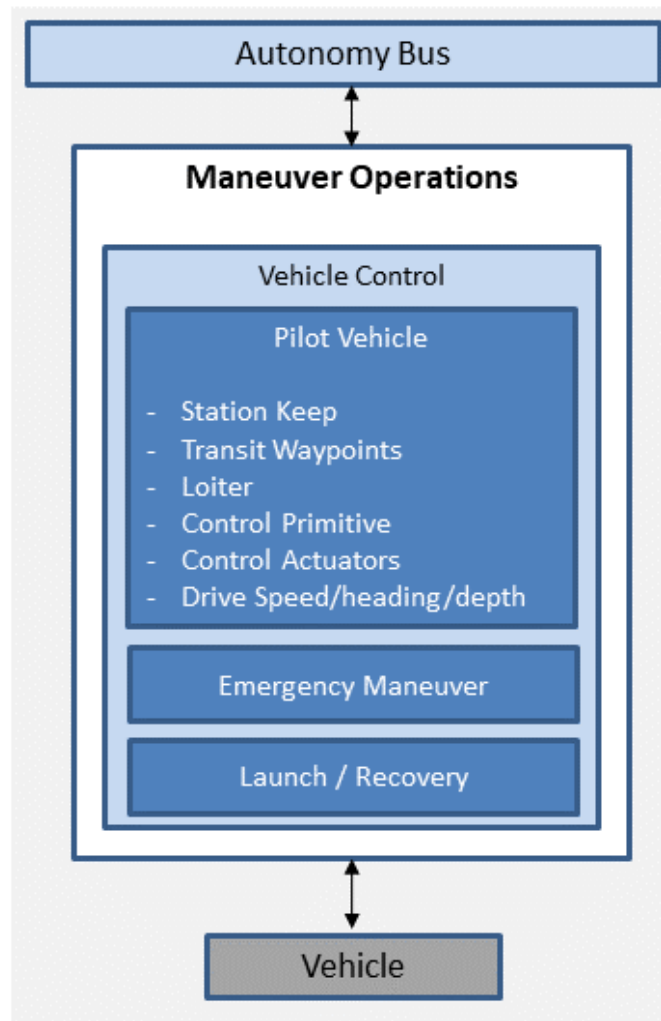 Autonomy Bus
Maneuver Operations
Vehicle Control
Pilot Vehicle
- Station Keep
- Transit Waypoints
- Loiter
- Control Primitive
- Control Actuators
- Drive Speed/heading/depth
Emergency Maneuver
Launch / Recovery
Vehicle